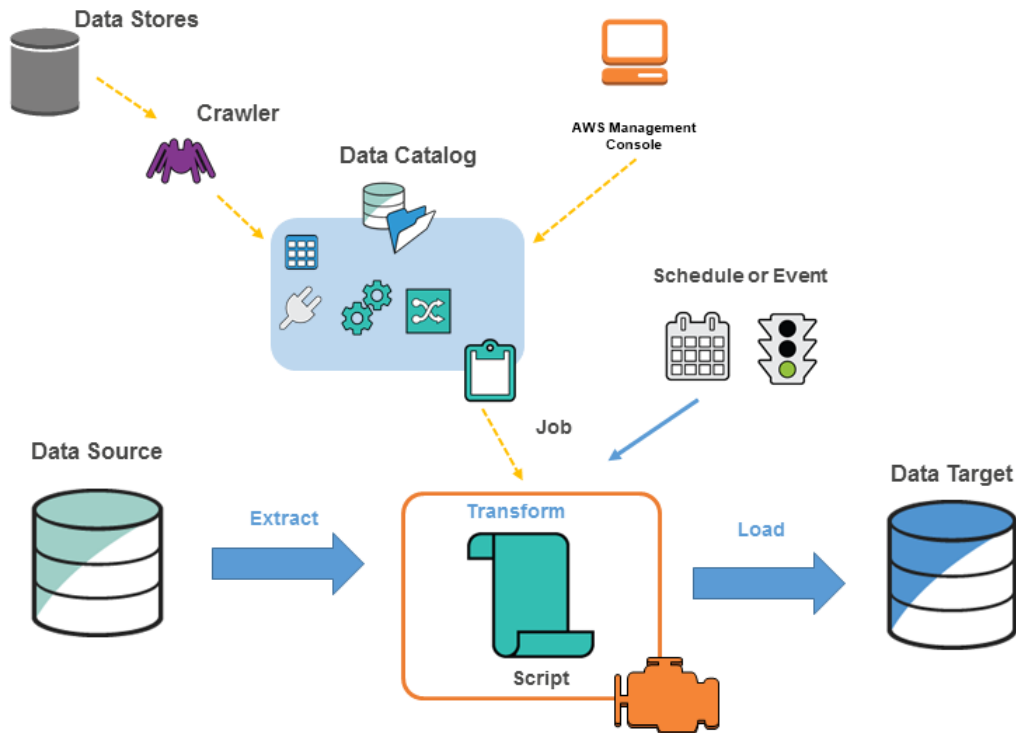 Data Stores
Crawler
AWS Management
Console
Data Catalog
Schedule or Event
Job
Data Source
Data Target
Extract
Transform
Load
Script